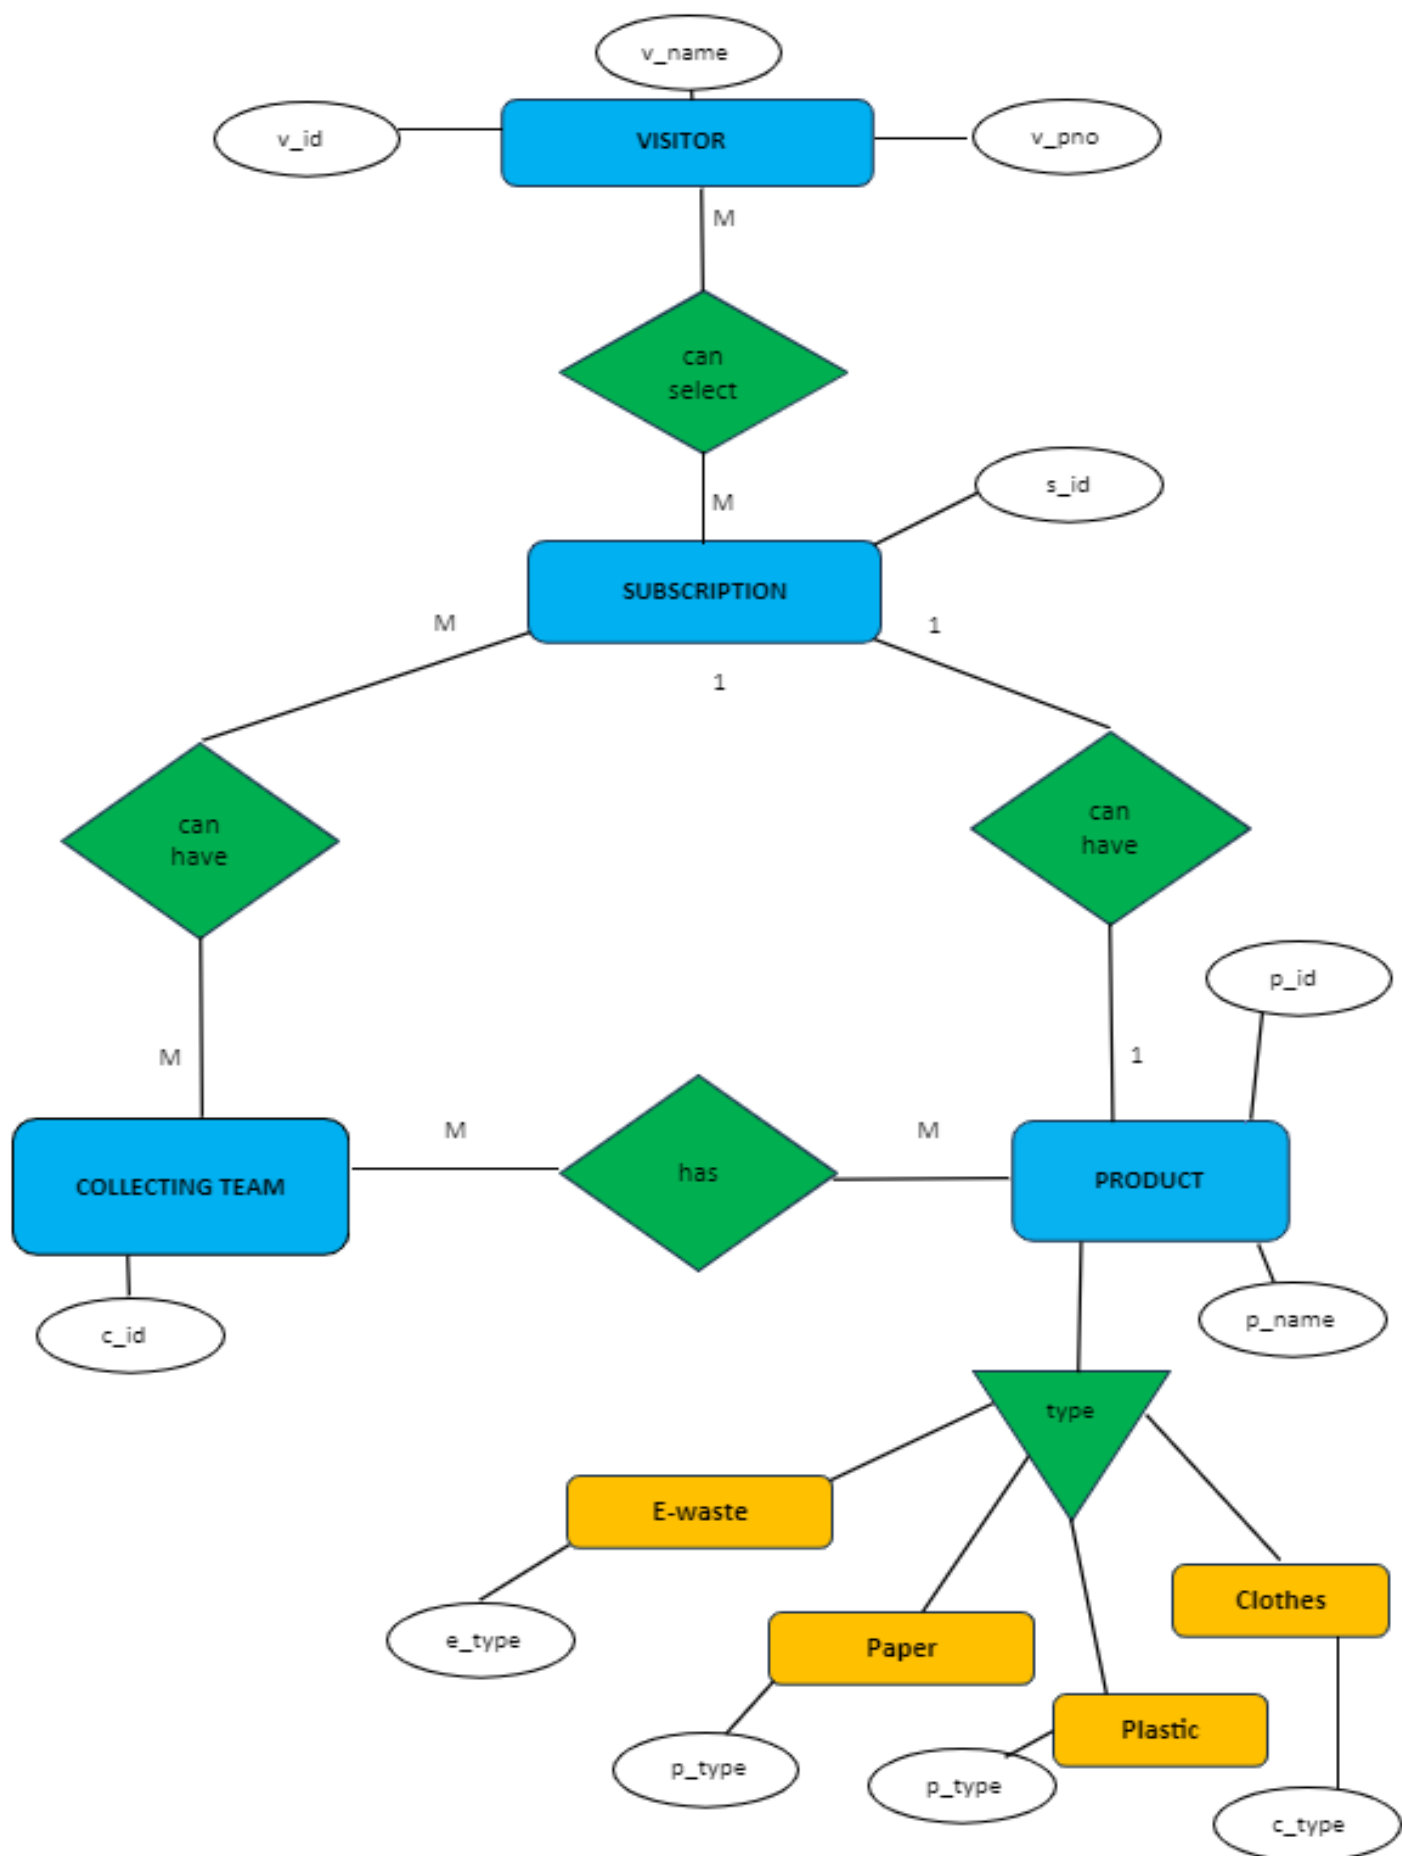 v_name
v_id
VISITOR
v_pno
M
can
select
M
s_id
SUBSCRIPTION
M
1
1
can
have
can
have
p_id
M
1
M
M
has
COLLECTING TEAM
PRODUCT
c_id
p_name
type
E-waste
Clothes
e_type
Paper
Plastic
p_type
p_type
c_type